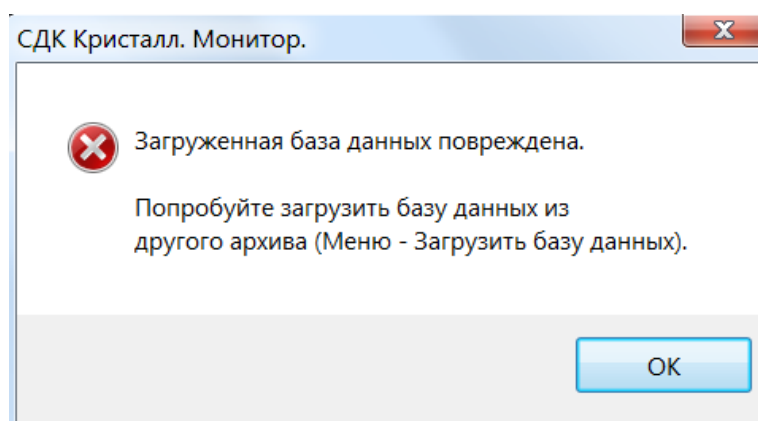 СДК Кристалл. Монитор.
Загруженная база данных повреждена.
Попробуйте загрузить базу данных из
другого архива (Меню - Загрузить базу данных).
OK